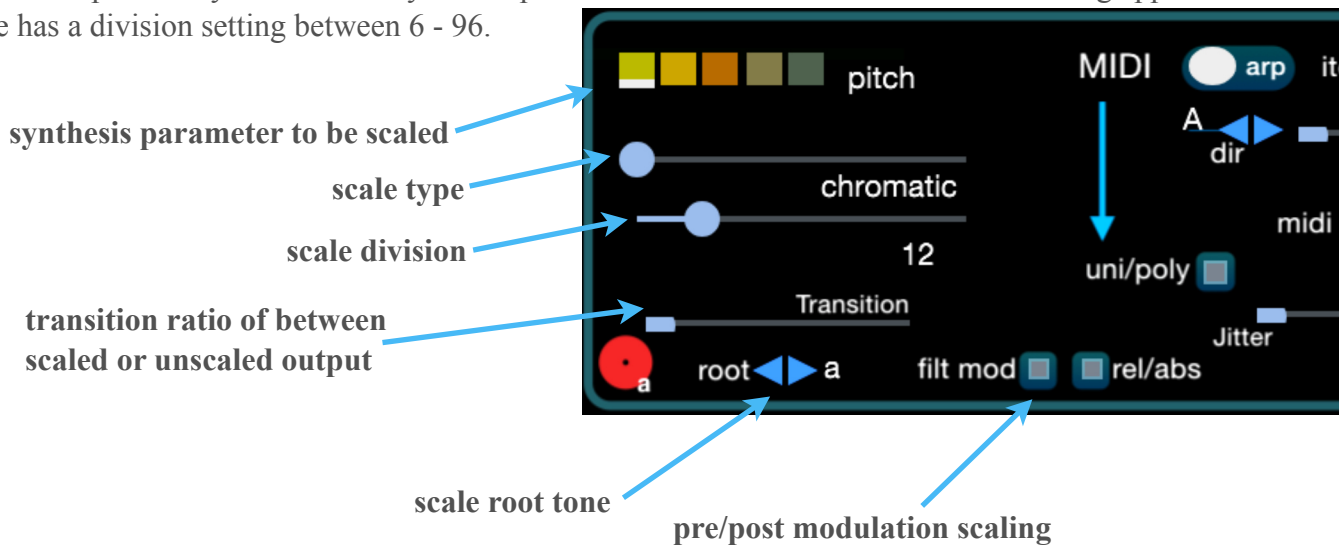 e has a division setting between 6 - 96.
pitch
MIDI
arp
synthesis parameter to be scaled
A
dir
scale type
chromatic
scale division
midi
12
uni/poly
transition ratio of between
scaled or unscaled output
Transition
Jitter
a
root
a
filt mod
rel/abs
scale root tone
pre/post modulation scaling